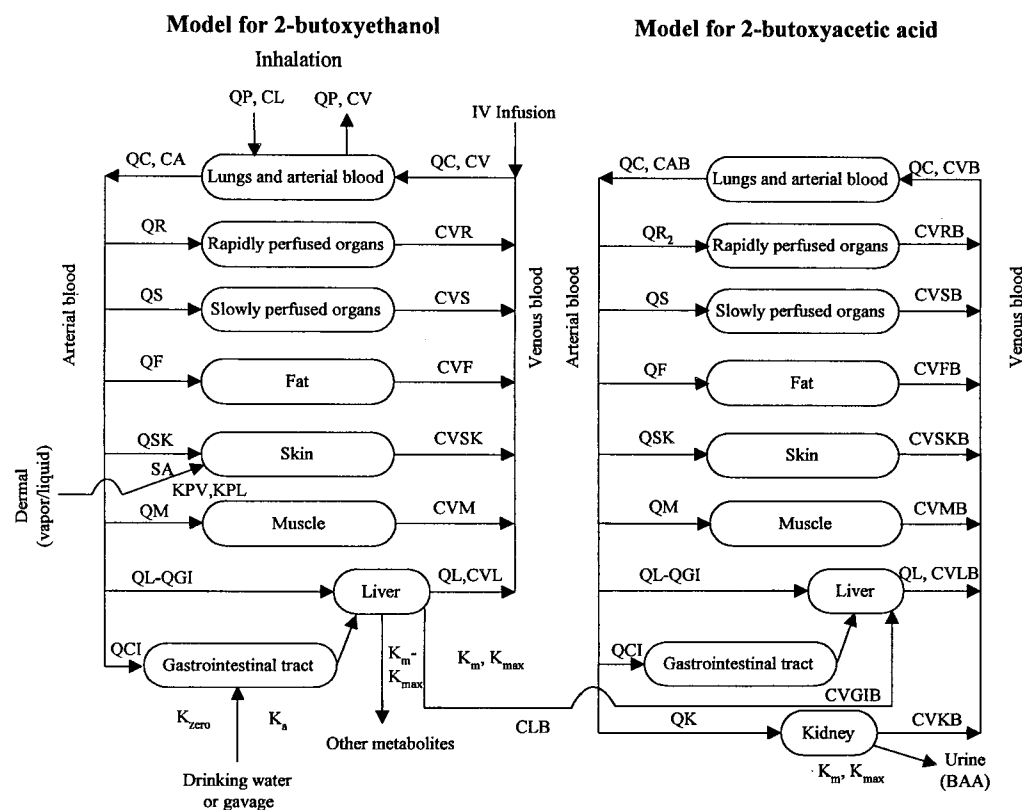 Model for 2-butoxyethanol
Inhalation
QP, CL
QP, CV
IV Infusion
QC, CA
Lungs and arterial blood
QC, CV
QR
Rapidly perfused organs
CVR
QS
Slowly perfused organs
CVS
Arterial blood
Venous blood
QF
Fat
CVF
QSK
Skin
CVSK
SA
KPV,KPL
Dermal
(vapor/liquid)
QM
Muscle
CVM
QL-QGI
Liver
QL,CVL
QCI
Gastrointestinal tract
Km-
Kmax
Km, Kmax
Kzero
Ka
Other metabolites
CLB
Drinking water
or gavage
Model for 2-butoxyacetic acid
QC, CAB
Lungs and arterial blood
QC, CVB
QR2
Rapidly perfused organs
CVRB
QS
Slowly perfused organs
CVSB
Arterial blood
Venous blood
QF
Fat
CVFB
QSK
Skin
CVSKB
QM
Muscle
CVMB
QL-QGI
Liver
QL, CVLB
QCI
Gastrointestinal tract
CVGIB
QK
Kidney
CVKB
Km, Kmax
Urine
(BAA)